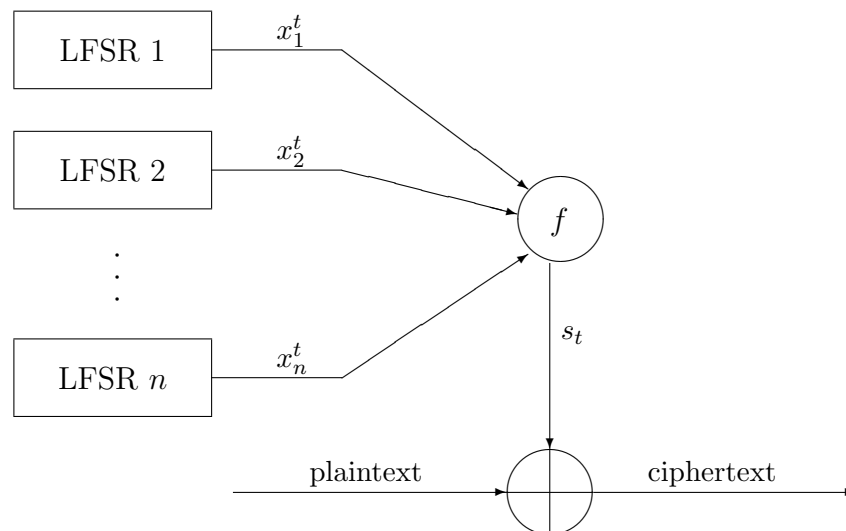 LFSR 1
x_1^t
LFSR 2
x_2^t
f
.
.
.
LFSR n
x_n^t
s_t
plaintext
ciphertext